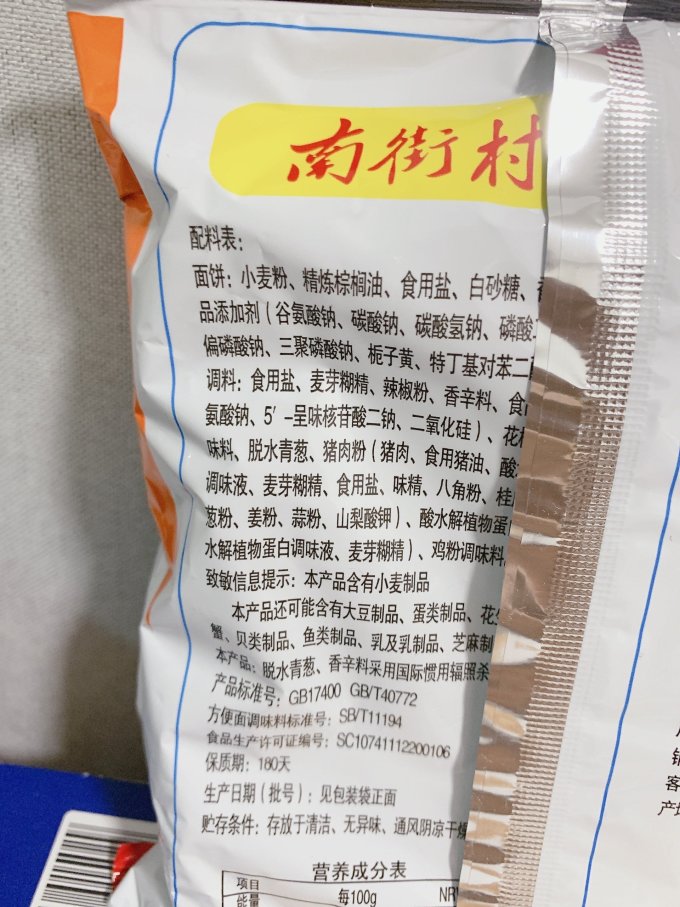 南街村
配料表：
面饼：小麦粉、精炼棕榈油、食用盐、白砂糖、
品添加剂（谷氨酸钠、碳酸钠、碳酸氢钠、磷酸
偏磷酸钠、三聚磷酸钠、栀子黄、特丁基对苯二
调料：食用盐、麦芽糊精、辣椒粉、香辛料、食
氨酸钠、5′-呈味核苷酸二钠、二氧化硅）、花
味料、脱水青葱、猪肉粉（猪肉、食用猪油、酸
调味液、麦芽糊精、食用盐、味精、八角粉、桂
葱粉、姜粉、蒜粉、山梨酸钾）、酸水解植物蛋
水解植物蛋白调味液、麦芽糊精）、鸡粉调味料
致敏信息提示：本产品含有小麦制品
本产品还可能含有大豆制品、蛋类制品、花
蟹、贝类制品、鱼类制品、乳及乳制品、芝麻制
本产品：脱水青葱、香辛料采用国际惯用辐照杀
产品标准号：GB17400 GB/T40772
方便面调味料标准号：SB/T11194
食品生产许可证编号：SC10741112200106
保质期：180天
生产日期（批号）：见包装袋正面
贮存条件：存放于清洁、无异味、通风阴凉干燥
营养成分表
项目 每100g NR
能量
客
产